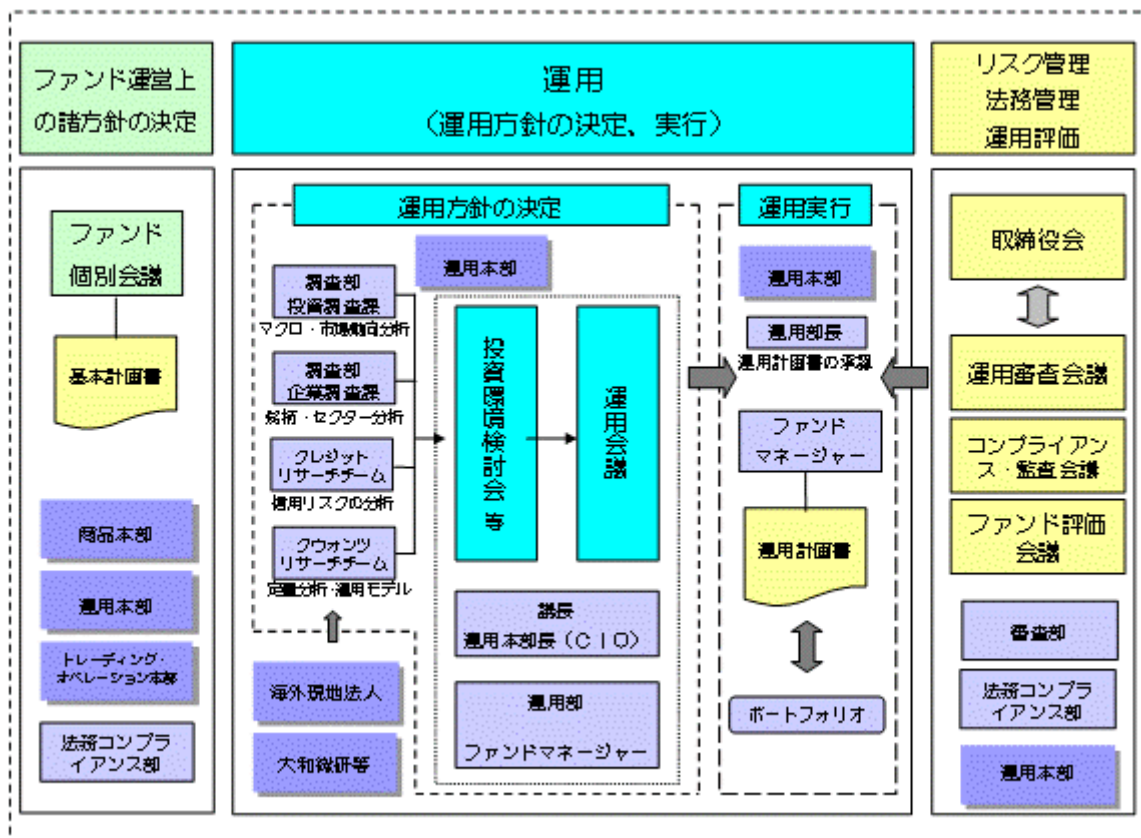 ファンド運営上
の諸方針の決定
運用
(運用方針の決定、実行)
リスク管理
法務管理
運用評価
ファンド
個別会議
基本計画書
商品本部
運用本部
トレーディング・
オペレーション本部
法務コンプラ
イアンス部
運用方針の決定
運用本部
調査部
投資調査課
マクロ・市場動向分析
調査部
企業調査課
銘柄・セクター分析
クレジット
リサーチチーム
信用リスクの分析
クウォンツ
リサーチチーム
定量分析・運用モデル
海外現地法人
大和総研等
投資環境検討会 等
運用会議
議長
運用本部長(CIO)
運用部
ファンドマネージャー
運用実行
運用本部
運用部長
運用計画書の承認
ファンド
マネージャー
運用計画書
ポートフォリオ
取締役会
運用審査会議
コンプライアン
ス・監査会議
ファンド評価
会議
審査部
法務コンプラ
イアンス部
運用本部